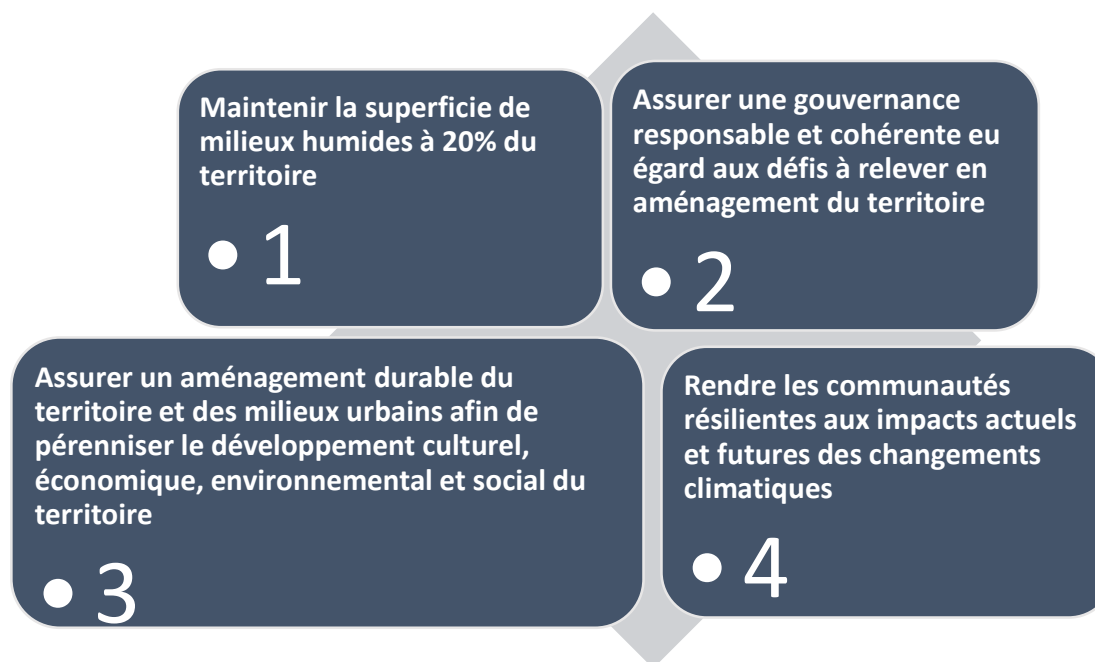 Maintenir la superficie de
milieux humides à 20% du
territoire
• 1
Assurer une gouvernance
responsable et cohérente eu
égard aux défis à relever en
aménagement du territoire
• 2
Assurer un aménagement durable du
territoire et des milieux urbains afin de
pérenniser le développement culturel,
économique, environnemental et social du
territoire
• 3
Rendre les communautés
résilientes aux impacts actuels
et futures des changements
climatiques
• 4